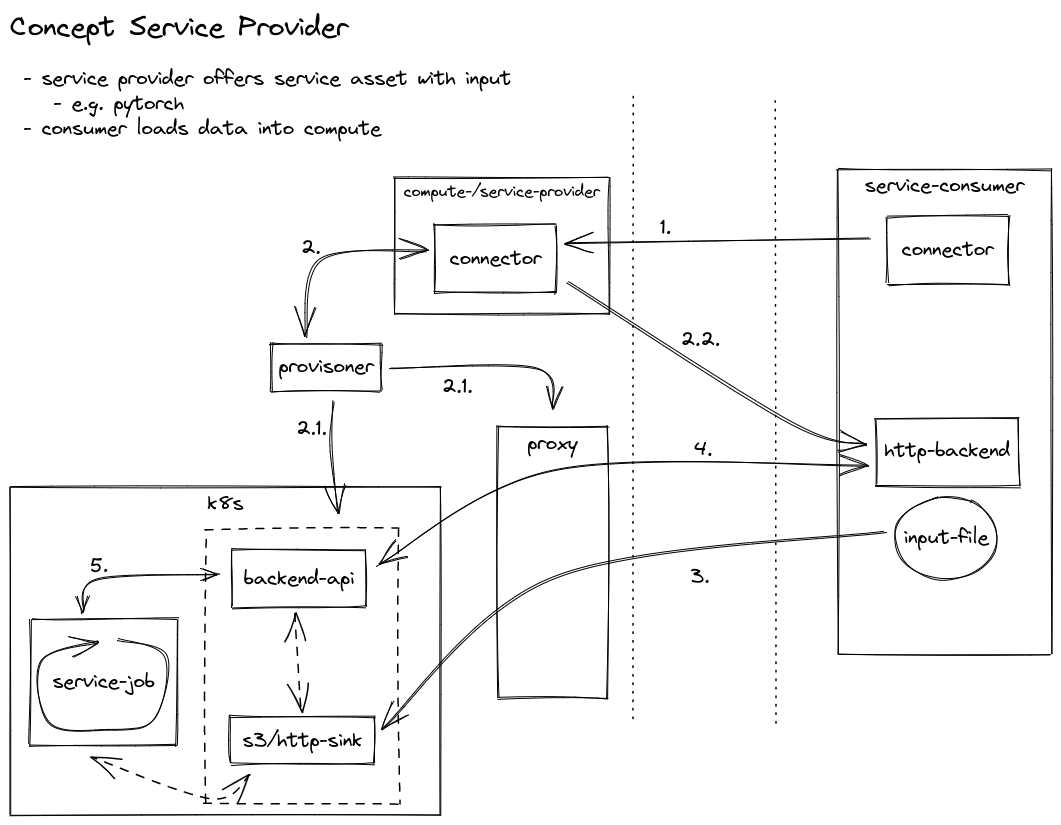 Concept Service Provider
- service provider offers service asset with input
- e.g. pytorch
- consumer loads data into compute
compute-/service-provider
service-consumer
1.
2.
connector
connector
2.2.
provisoner
2.1.
2.1.
proxy
4.
http-backend
k8s
input-file
5.
backend-api
3.
service-job
s3/http-sink